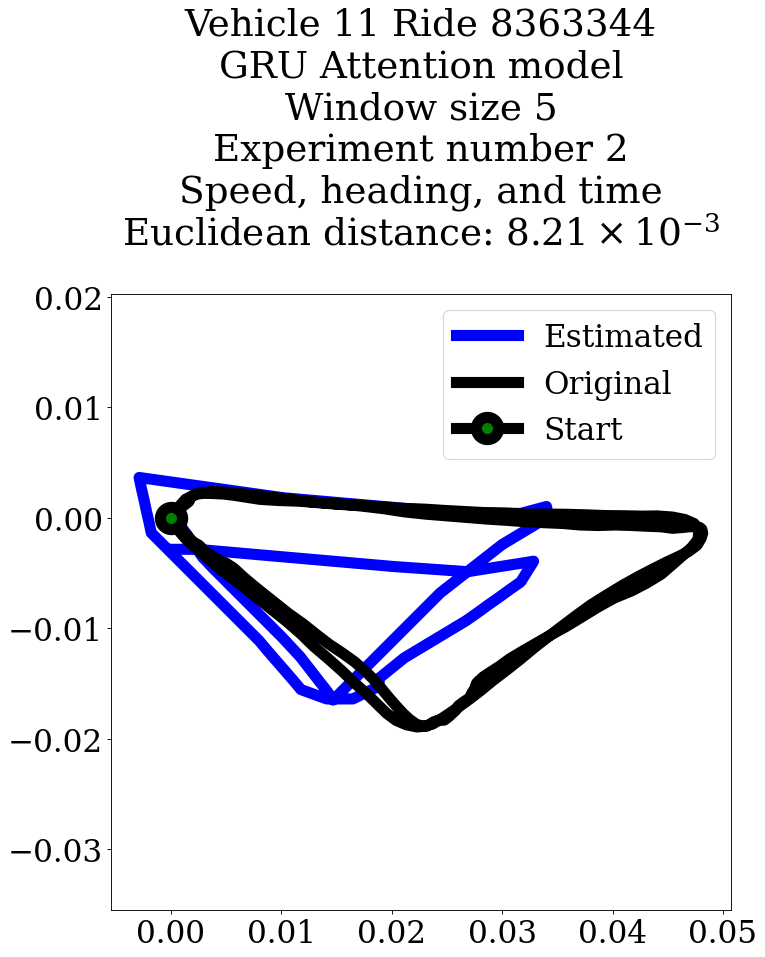 Vehicle 11 Ride 8363344
GRU Attention model
Window size 5
Experiment number 2
Speed, heading, and time
Euclidean distance: 8.21 × 10⁻³
0.02
0.01
0.00
−0.01
−0.02
−0.03
Estimated
Original
Start
0.00 0.01 0.02 0.03 0.04 0.05